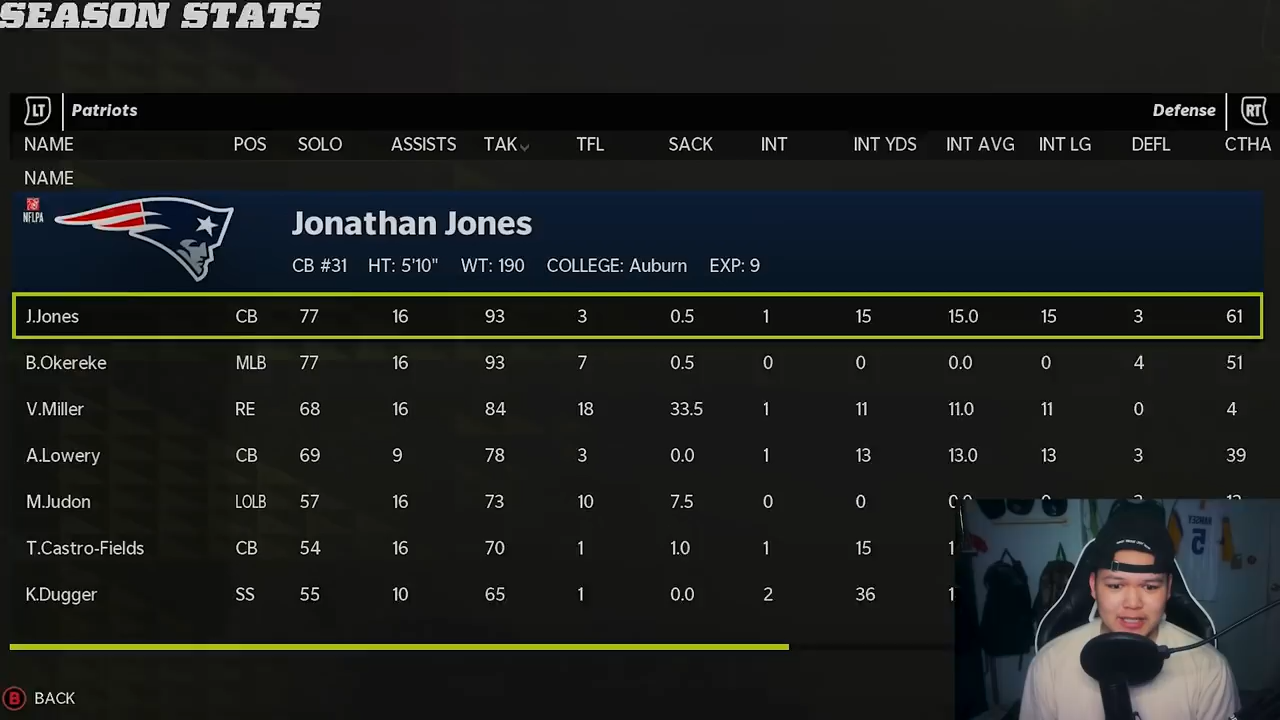 SEASON STATS
LT Patriots Defense RT
NAME POS SOLO ASSISTS TAK TFL SACK INT INT YDS INT AVG INT LG DEFL CTHA
NAME
NFLPA
Jonathan Jones
CB #31 HT: 5'10" WT: 190 COLLEGE: Auburn EXP: 9
J.Jones CB 77 16 93 3 0.5 1 15 15.0 15 3 61
B.Okereke MLB 77 16 93 7 0.5 0 0 0.0 0 4 51
V.Miller RE 68 16 84 18 33.5 1 11 11.0 11 0 4
A.Lowery CB 69 9 78 3 0.0 1 13 13.0 13 3 39
M.Judon LOLB 57 16 73 10 7.5 0 0
T.Castro-Fields CB 54 16 70 1 1.0 1 15
K.Dugger SS 55 10 65 1 0.0 2 36
5
B BACK